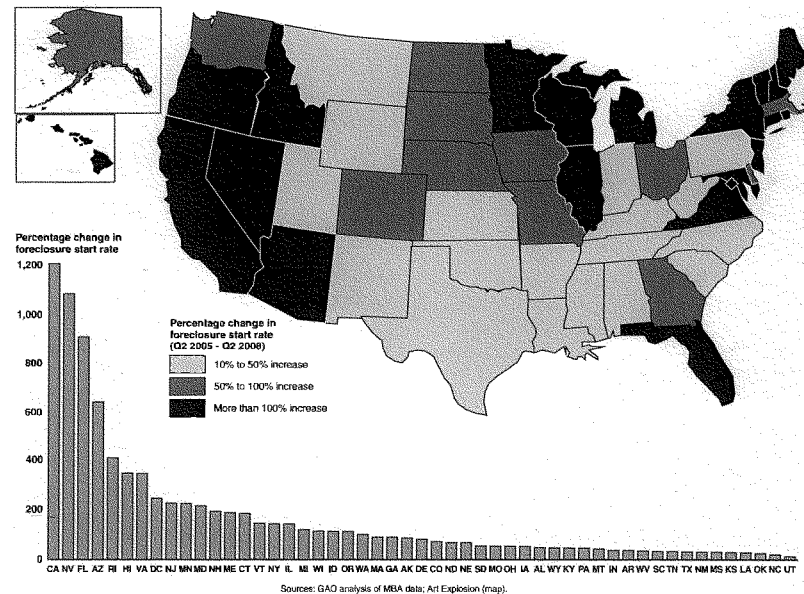 Percentage change in
foreclosure start rate
1,200
1,000
800
600
400
200
0
CA NV FL AZ RI HI VA DC NJ MN MD NH ME CT VT NY IL MI WI ID OR WA MA GA AK DE CO ND NE SD MO OH IA AL WY KY PA MT IN AR WV SC TN TX NM MS KS LA OK NC UT
Percentage change in
foreclosure start rate
(Q2 2005 - Q2 2008)
10% to 50% increase
50% to 100% increase
More than 100% increase
Sources: GAO analysis of MBA data; Art Explosion (map).